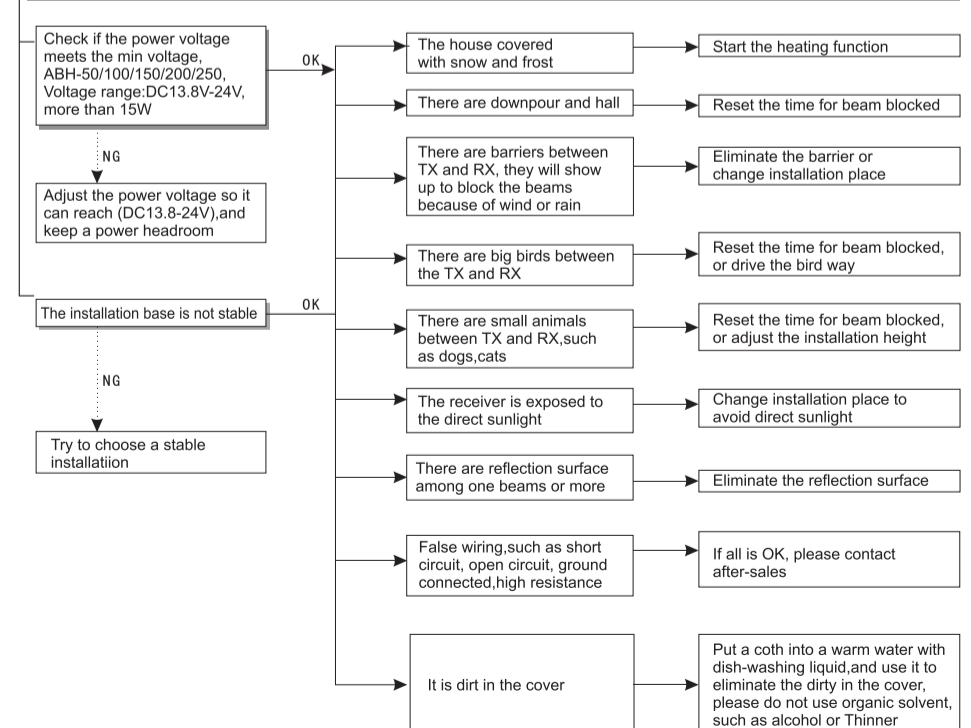 Check if the power voltage
meets the min voltage,
ABH-50/100/150/200/250,
Voltage range:DC13.8V-24V,
more than 15W
OK
NG
Adjust the power voltage so it
can reach (DC13.8-24V),and
keep a power headroom
The installation base is not stable
OK
NG
Try to choose a stable
installatiion
The house covered
with snow and frost
Start the heating function
There are downpour and hall
Reset the time for beam blocked
There are barriers between
TX and RX, they will show
up to block the beams
because of wind or rain
Eliminate the barrier or
change installation place
There are big birds between
the TX and RX
Reset the time for beam blocked,
or drive the bird way
There are small animals
between TX and RX,such
as dogs,cats
Reset the time for beam blocked,
or adjust the installation height
The receiver is exposed to
the direct sunlight
Change installation place to
avoid direct sunlight
There are reflection surface
among one beams or more
Eliminate the reflection surface
False wiring,such as short
circuit, open circuit, ground
connected,high resistance
If all is OK, please contact
after-sales
It is dirt in the cover
Put a coth into a warm water with
dish-washing liquid,and use it to
eliminate the dirty in the cover,
please do not use organic solvent,
such as alcohol or Thinner